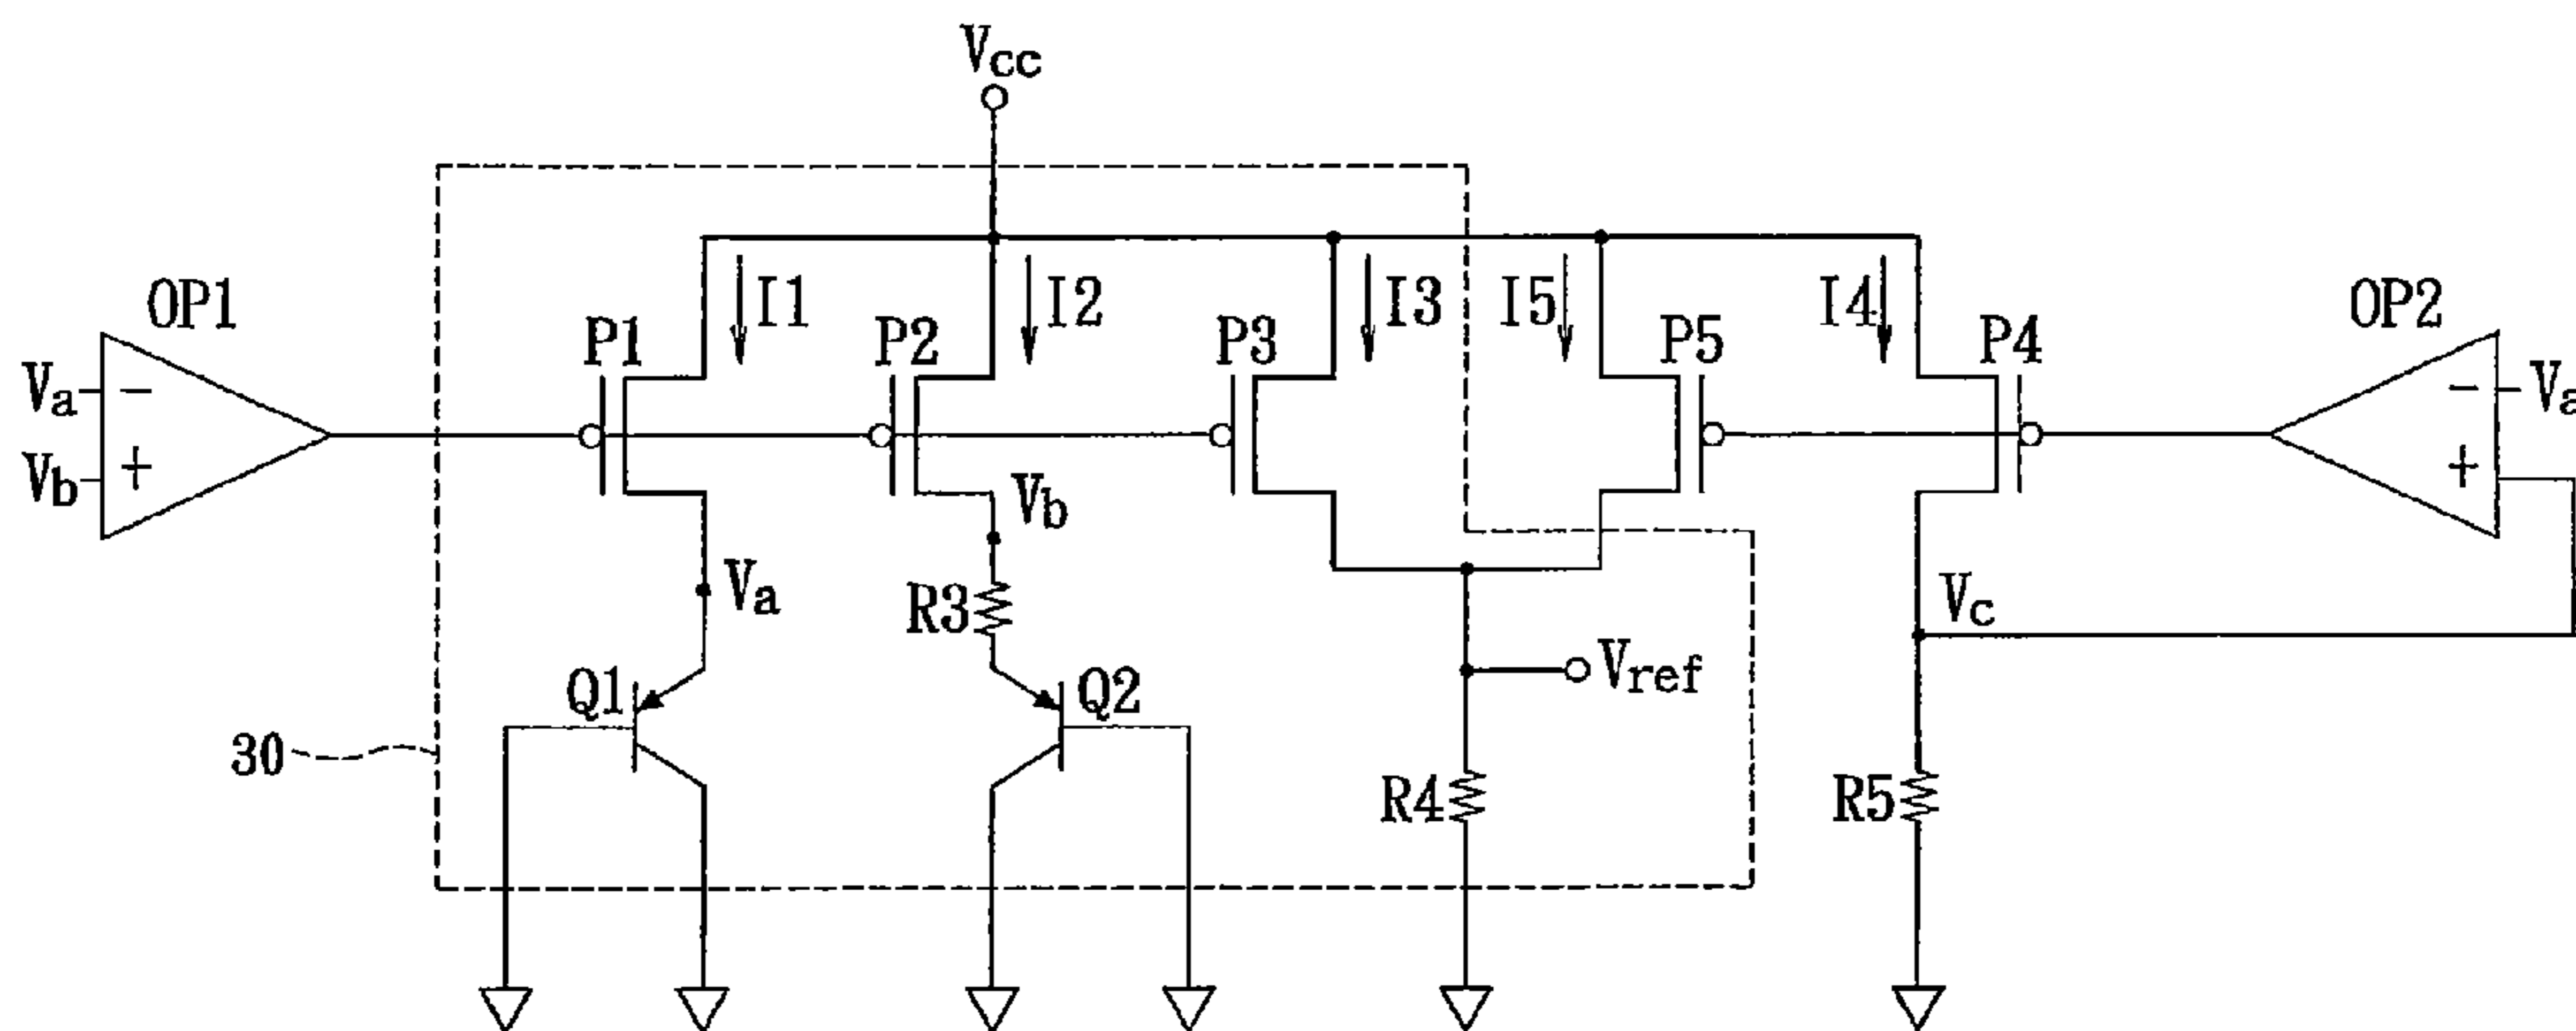 Vcc
OP1
Va
−
Vb
+
P1
I1
P2
I2
P3
I3
I5
P5
I4
P4
OP2
−
Va
+
Va
Vb
R3
Vc
Q1
Q2
Vref
30
R4
R5